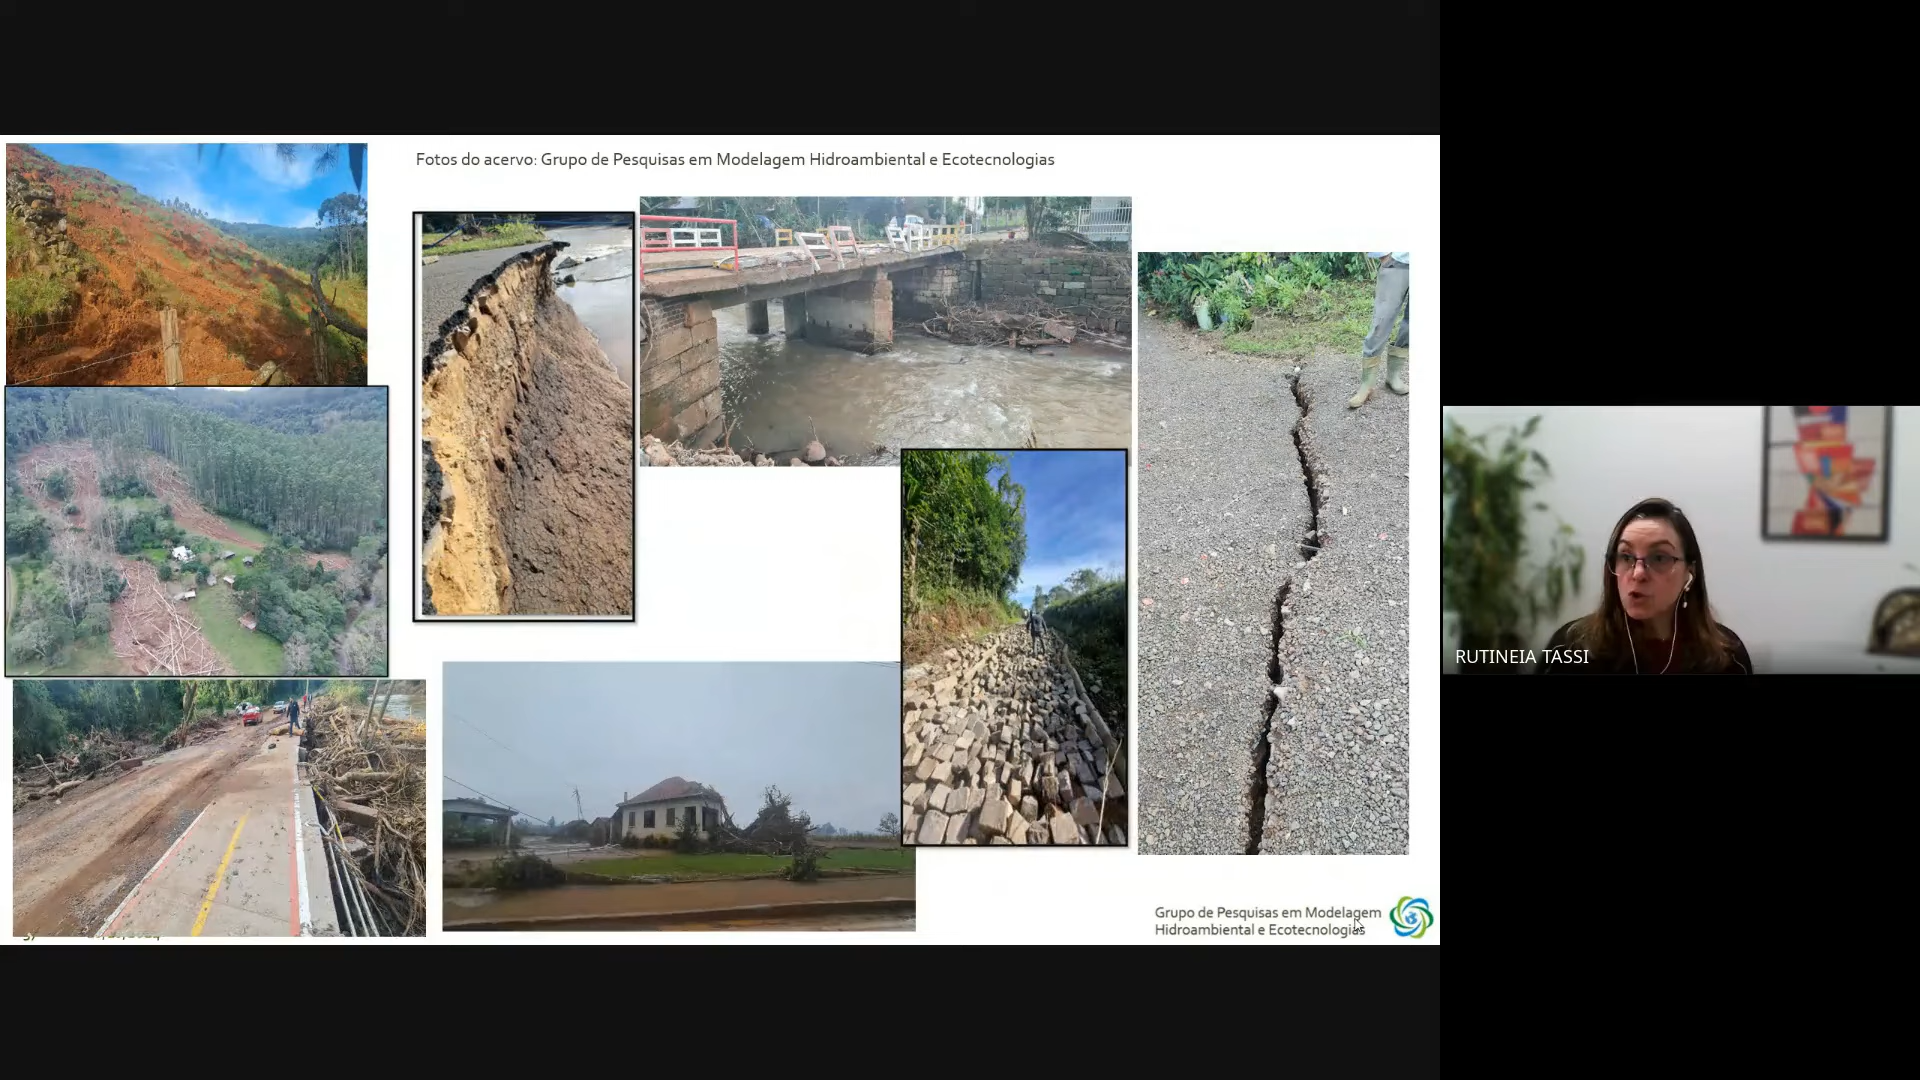 Fotos do acervo: Grupo de Pesquisas em Modelagem Hidroambiental e Ecotecnologias
RUTINEIA TASSI
Grupo de Pesquisas em Modelagem
Hidroambiental e Ecotecnologias